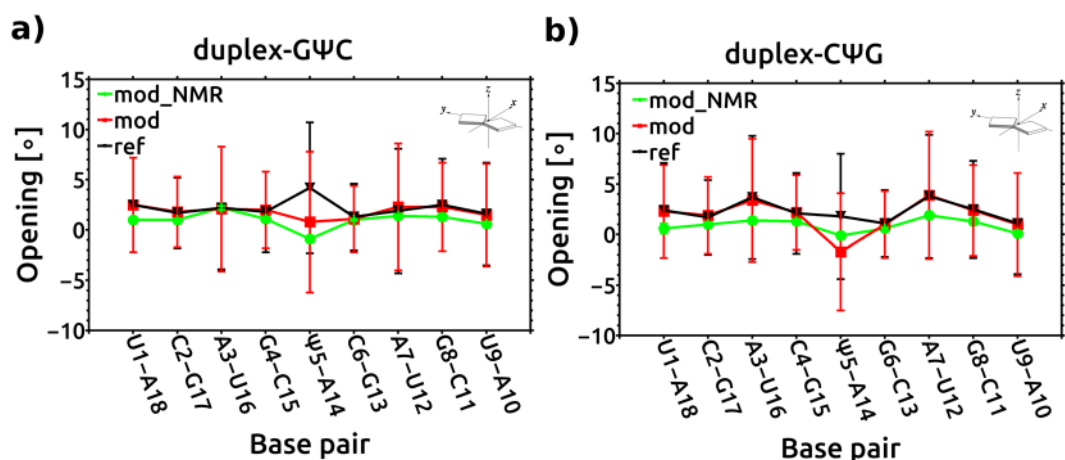 a)
duplex-GΨC
15
10
5
0
−5
−10
Opening [∘]
mod_NMR
mod
ref
z
y
x
U1−A18
C2−G17
A3−U16
G4−C15
Ψ5−A14
C6−G13
A7−U12
G8−C11
U9−A10
Base pair
b)
duplex-CΨG
15
10
5
0
−5
−10
Opening [∘]
mod_NMR
mod
ref
z
y
x
U1−A18
C2−G17
A3−U16
C4−G15
Ψ5−A14
G6−C13
A7−U12
G8−C11
U9−A10
Base pair